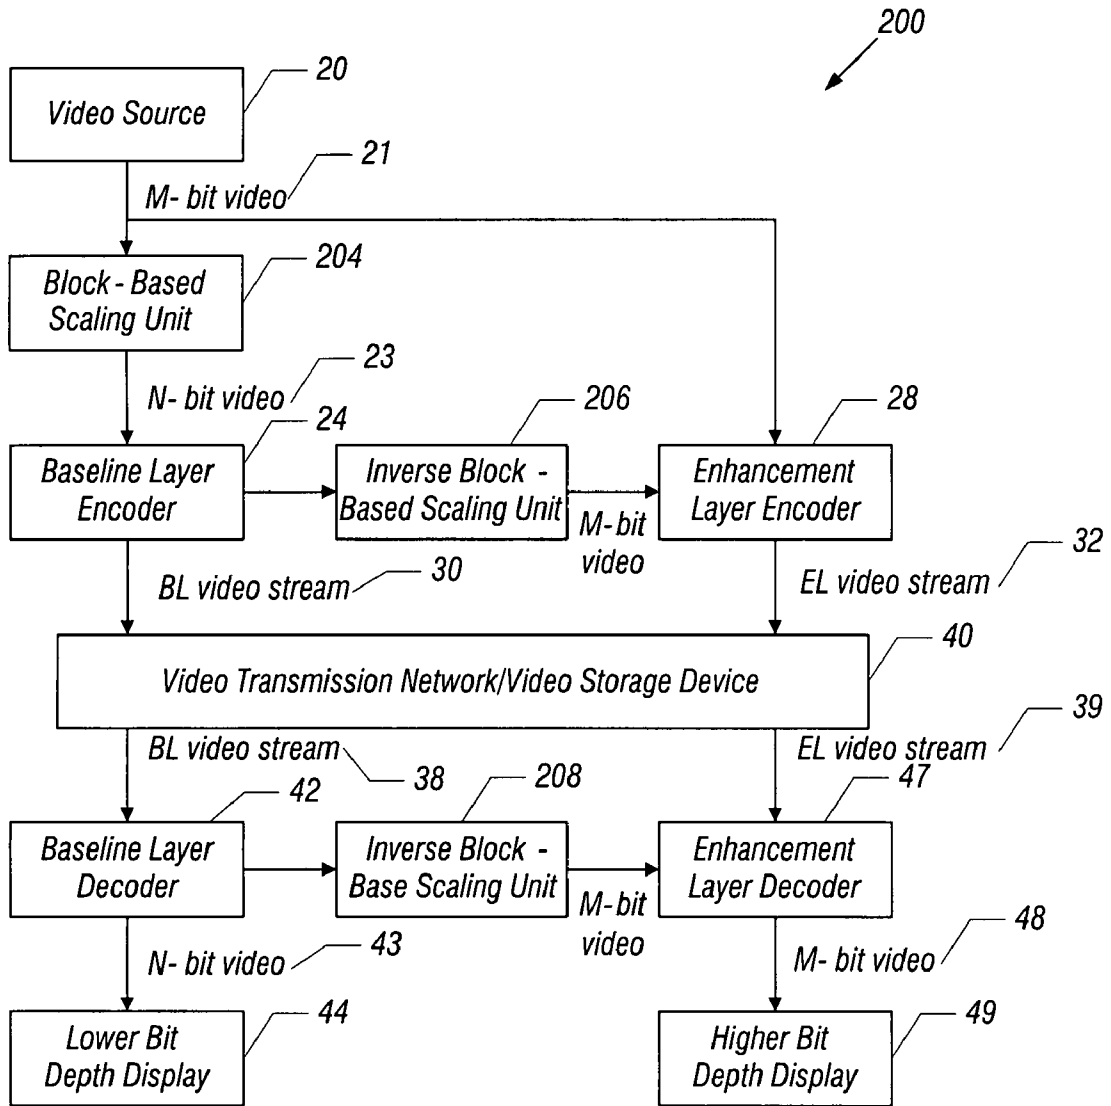 200
20
Video Source
21
M- bit video
204
Block - Based
Scaling Unit
23
N- bit video
24
206
28
Baseline Layer
Encoder
Inverse Block -
Based Scaling Unit
M-bit
video
Enhancement
Layer Encoder
BL video stream
30
EL video stream
32
40
Video Transmission Network/Video Storage Device
BL video stream
38
EL video stream
39
42
208
47
Baseline Layer
Decoder
Inverse Block -
Base Scaling Unit
M-bit
video
Enhancement
Layer Decoder
N- bit video
43
M- bit video
48
44
Lower Bit
Depth Display
49
Higher Bit
Depth Display